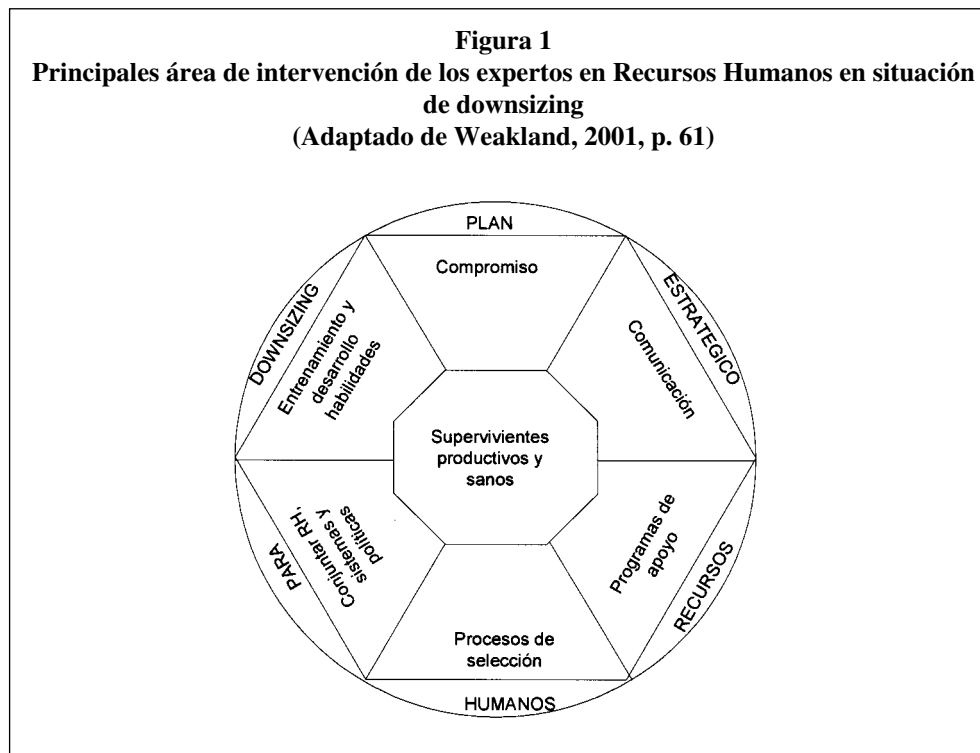 Figura 1
Principales área de intervención de los expertos en Recursos Humanos en situación
de downsizing
(Adaptado de Weakland, 2001, p. 61)
PLAN
ESTRATEGICO
RECURSOS
HUMANOS
PARA
DOWNSIZING
Compromiso
Comunicación
Programas de
apoyo
Procesos de
selección
Conjuntar RH,
sistemas y
políticas
Entrenamiento y
desarrollo
habilidades
Supervivientes
productivos y
sanos